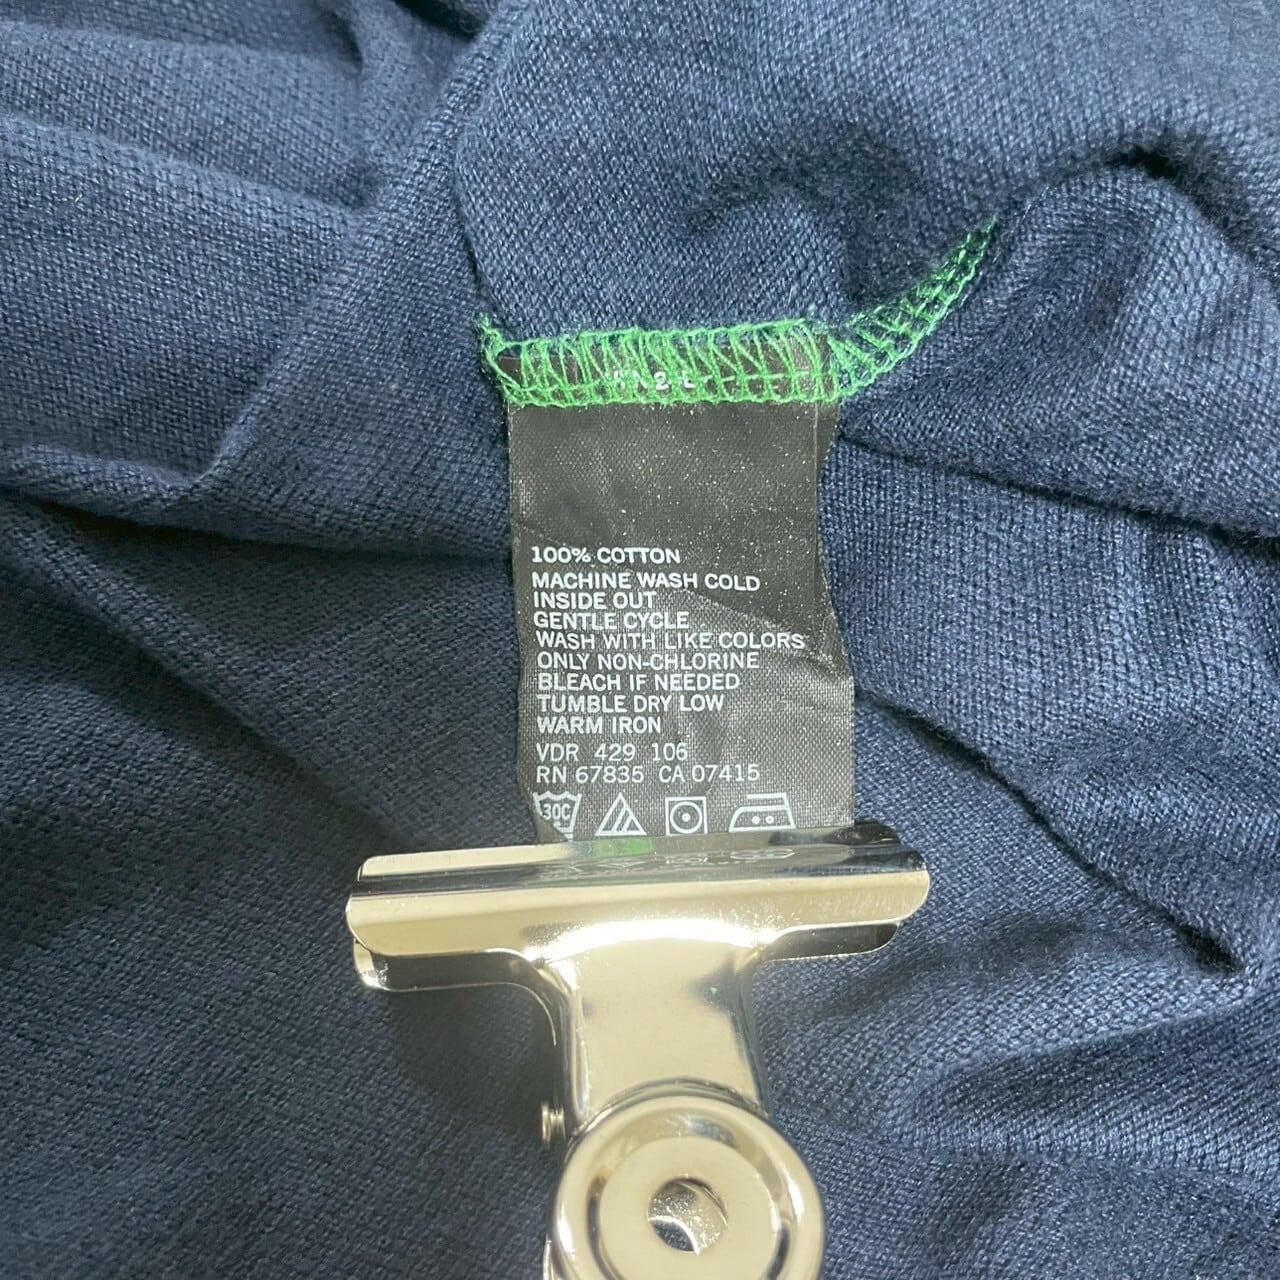 100% COTTON
MACHINE WASH COLD
INSIDE OUT
GENTLE CYCLE
WASH WITH LIKE COLORS
ONLY NON-CHLORINE
BLEACH IF NEEDED
TUMBLE DRY LOW
WARM IRON
VDR 429 106
RN 67835 CA 07415
30C